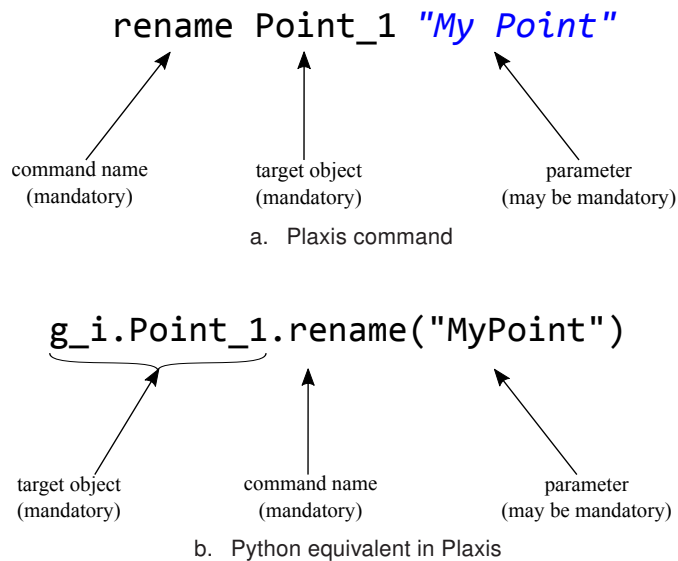 rename Point_1 "My Point"
command name
(mandatory)
target object
(mandatory)
parameter
(may be mandatory)
a. Plaxis command
g_i.Point_1.rename("MyPoint")
target object
(mandatory)
command name
(mandatory)
parameter
(may be mandatory)
b. Python equivalent in Plaxis